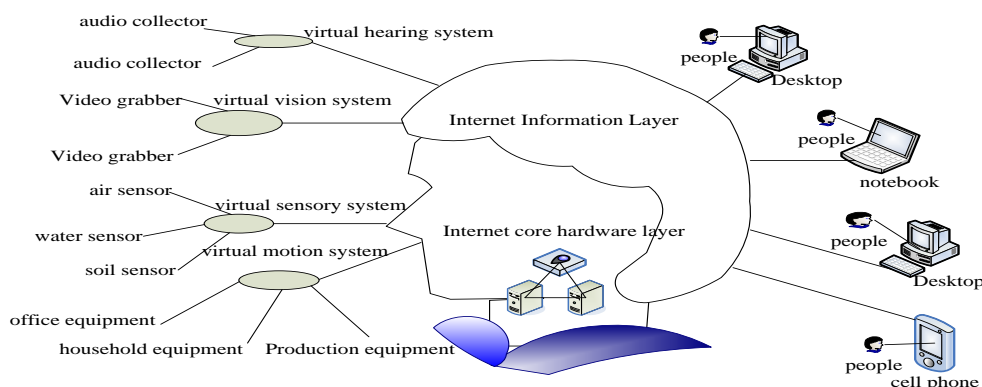 audio collector
virtual hearing system
audio collector
people
Desktop
Video grabber
virtual vision system
Internet Information Layer
people
Video grabber
notebook
air sensor
virtual sensory system
water sensor
Internet core hardware layer
people
virtual motion system
soil sensor
Desktop
office equipment
household equipment
Production equipment
people
cell phone